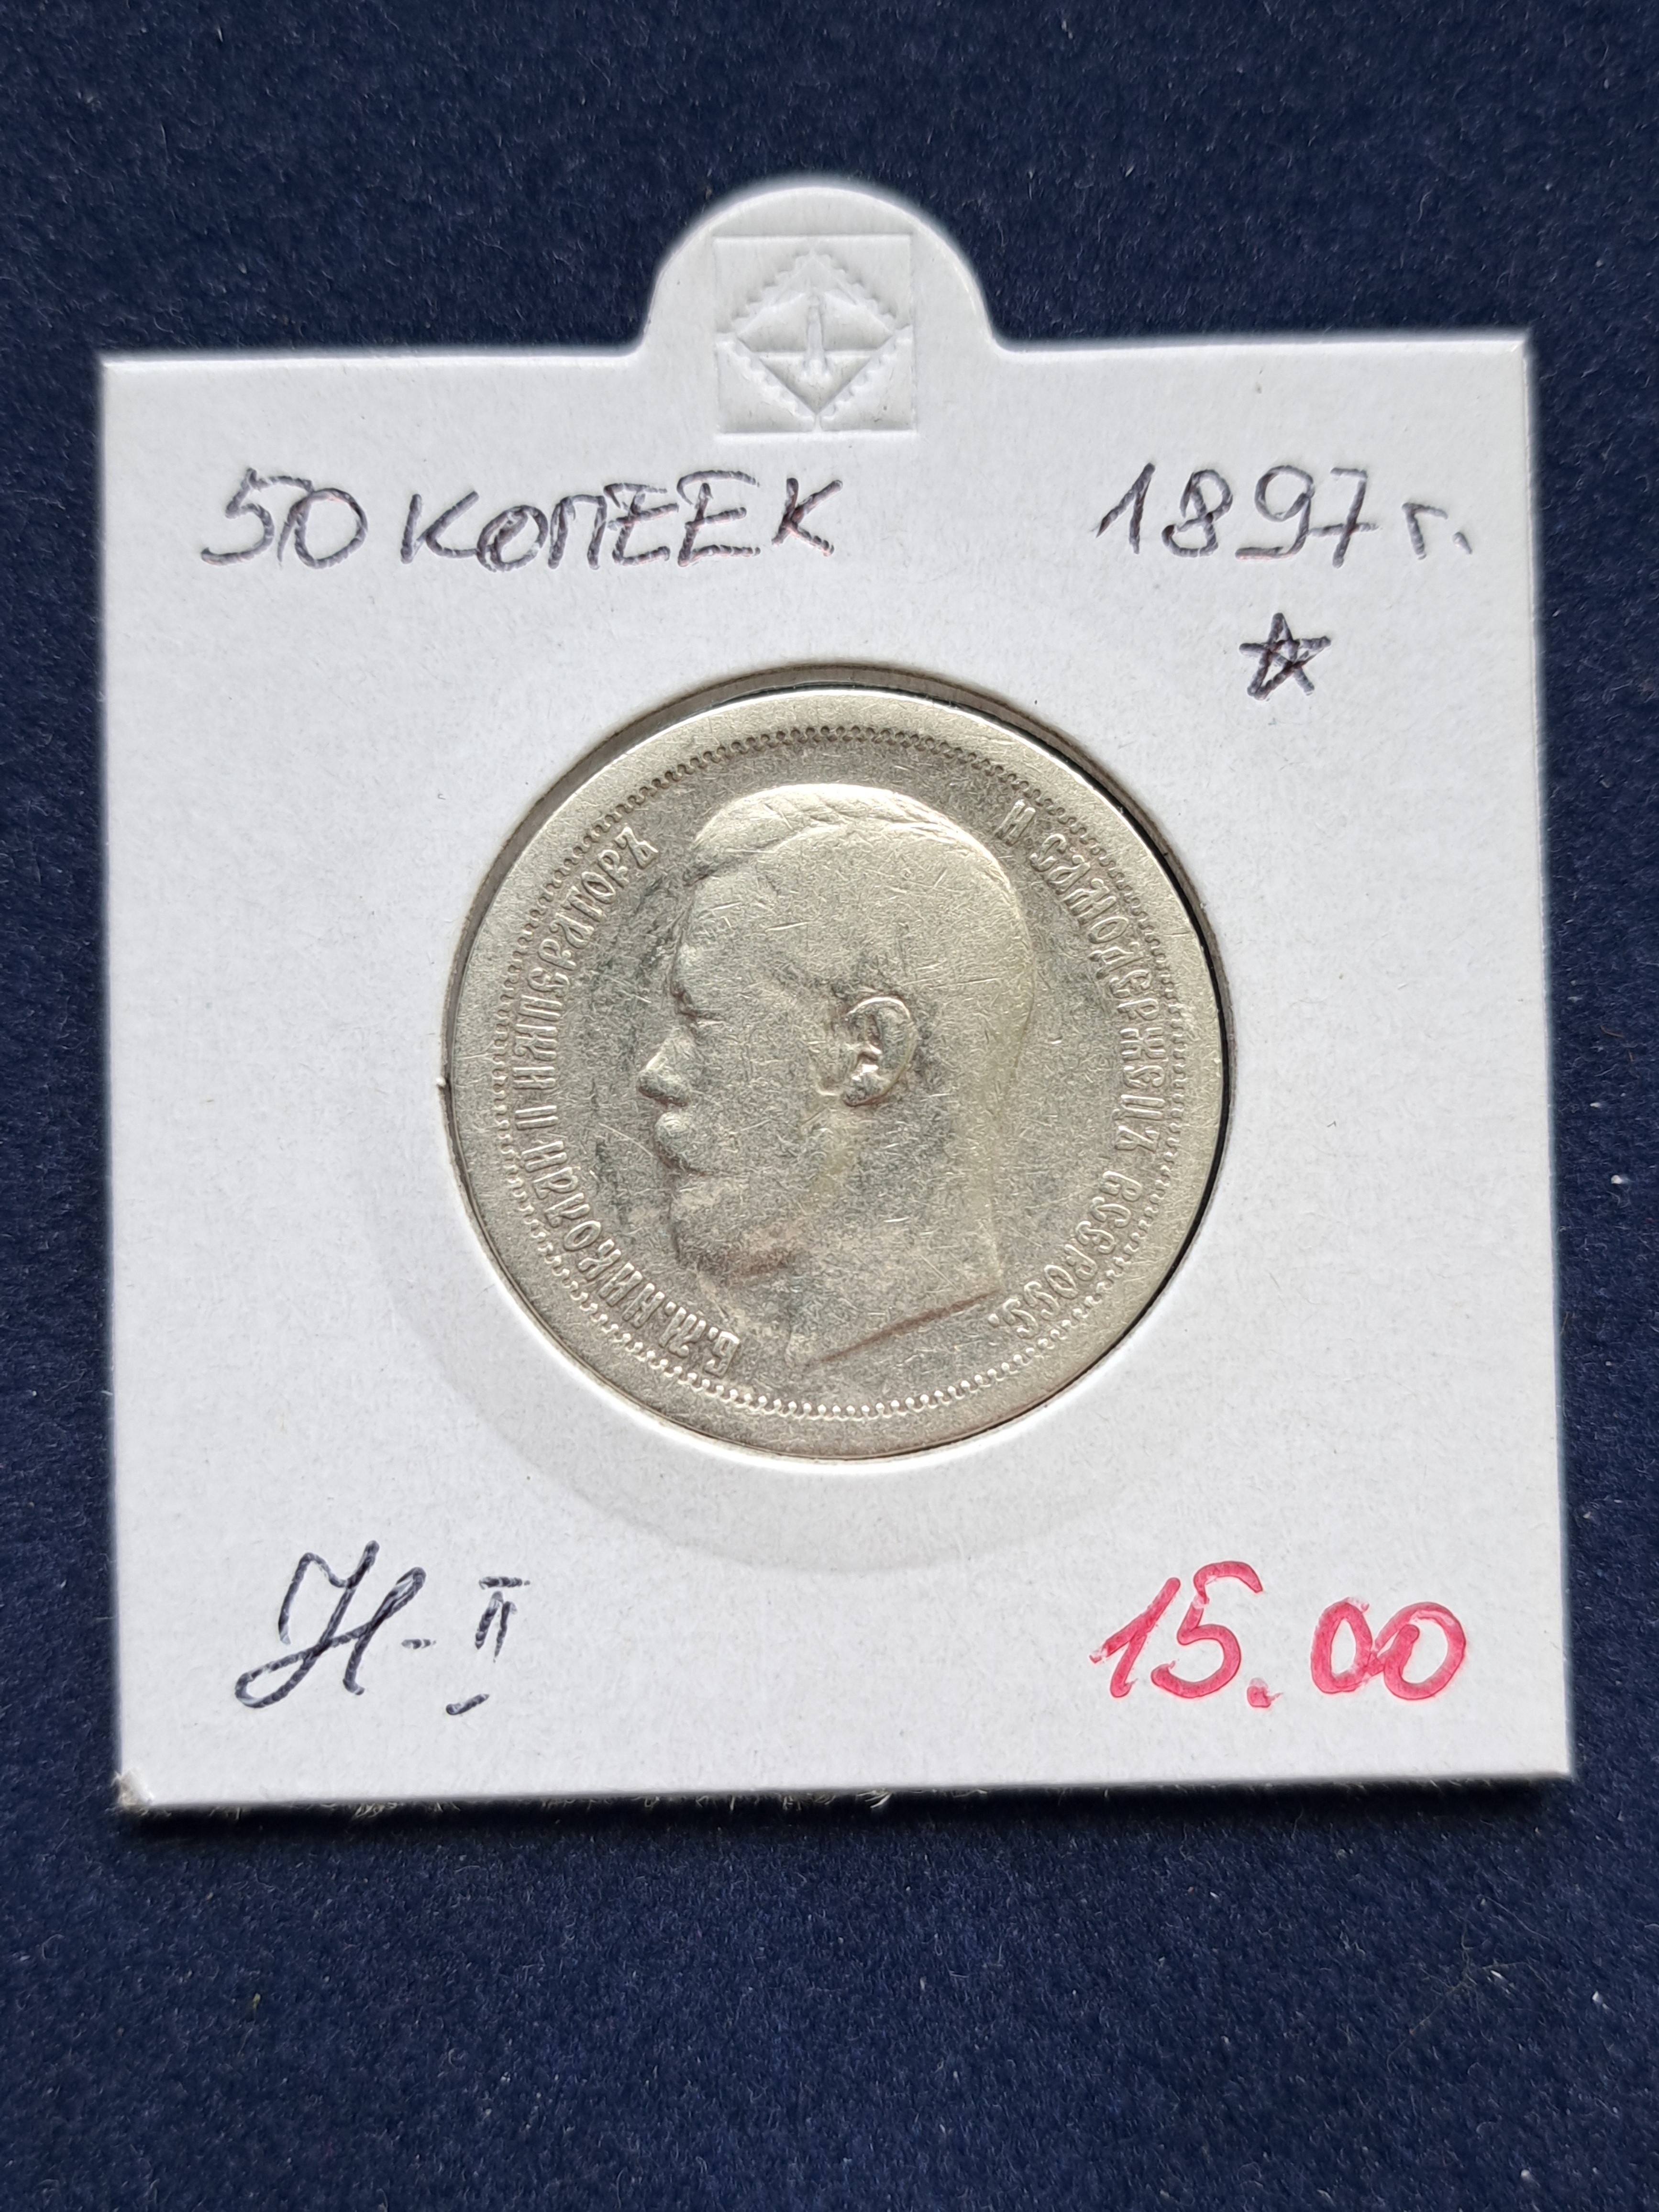 50 КОПЕЕК 1897 г.
Б.М.НИКОЛАЙ II ИМПЕРАТОРЪ И САМОДЕРЖЕЦЪ ВСЕРОСС.
Н-II
15.00